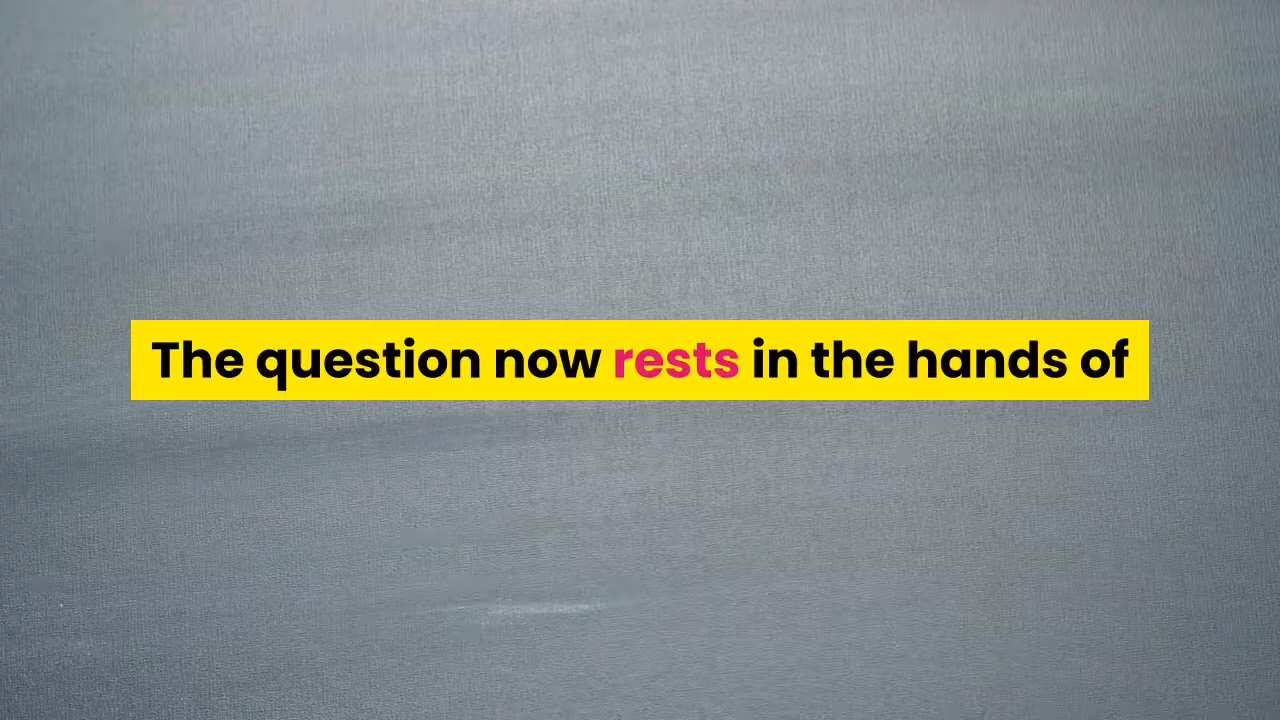 The question now rests in the hands of